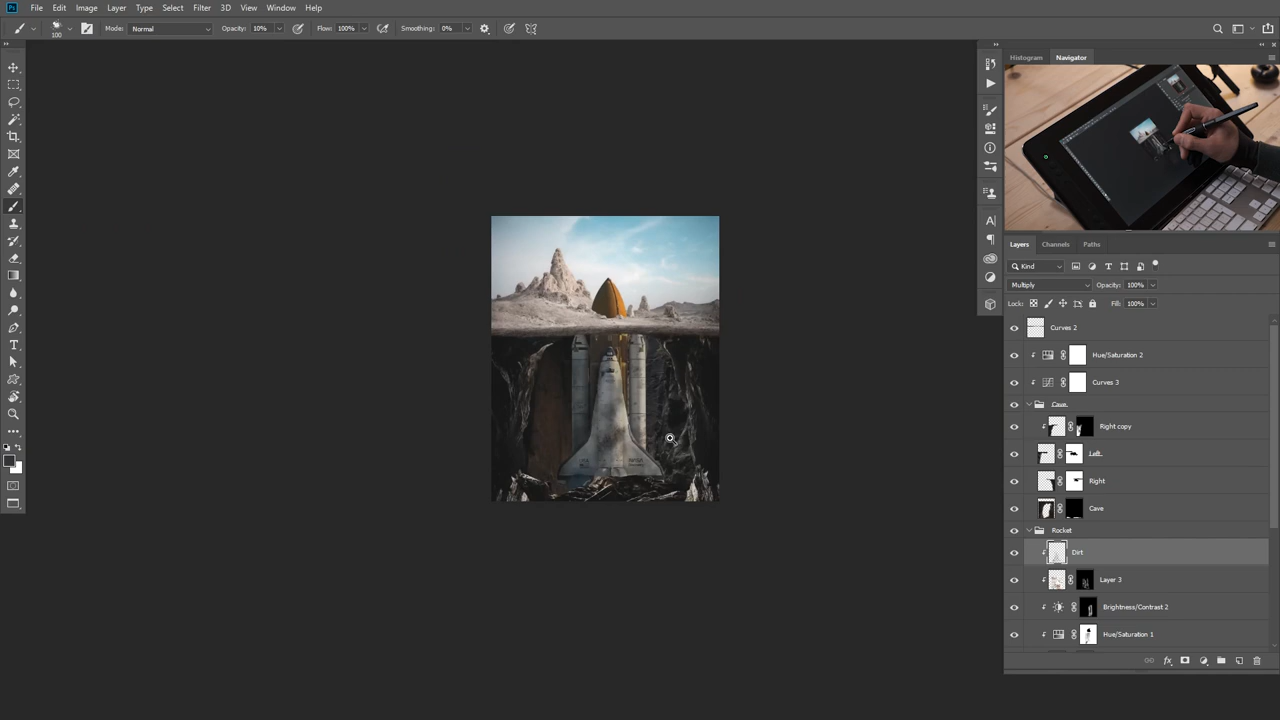 Ps File Edit Image Layer Type Select Filter 3D View Window Help
100 Mode: Normal Opacity: 10% Flow: 100% Smoothing: 0%
Histogram Navigator
Layers Channels Paths
Kind
Multiply Opacity: 100%
Lock: Fill: 100%
Curves 2
Hue/Saturation 2
Curves 3
Cave
Right copy
Left
Right
Cave
Rocket
Dirt
Layer 3
Brightness/Contrast 2
Hue/Saturation 1